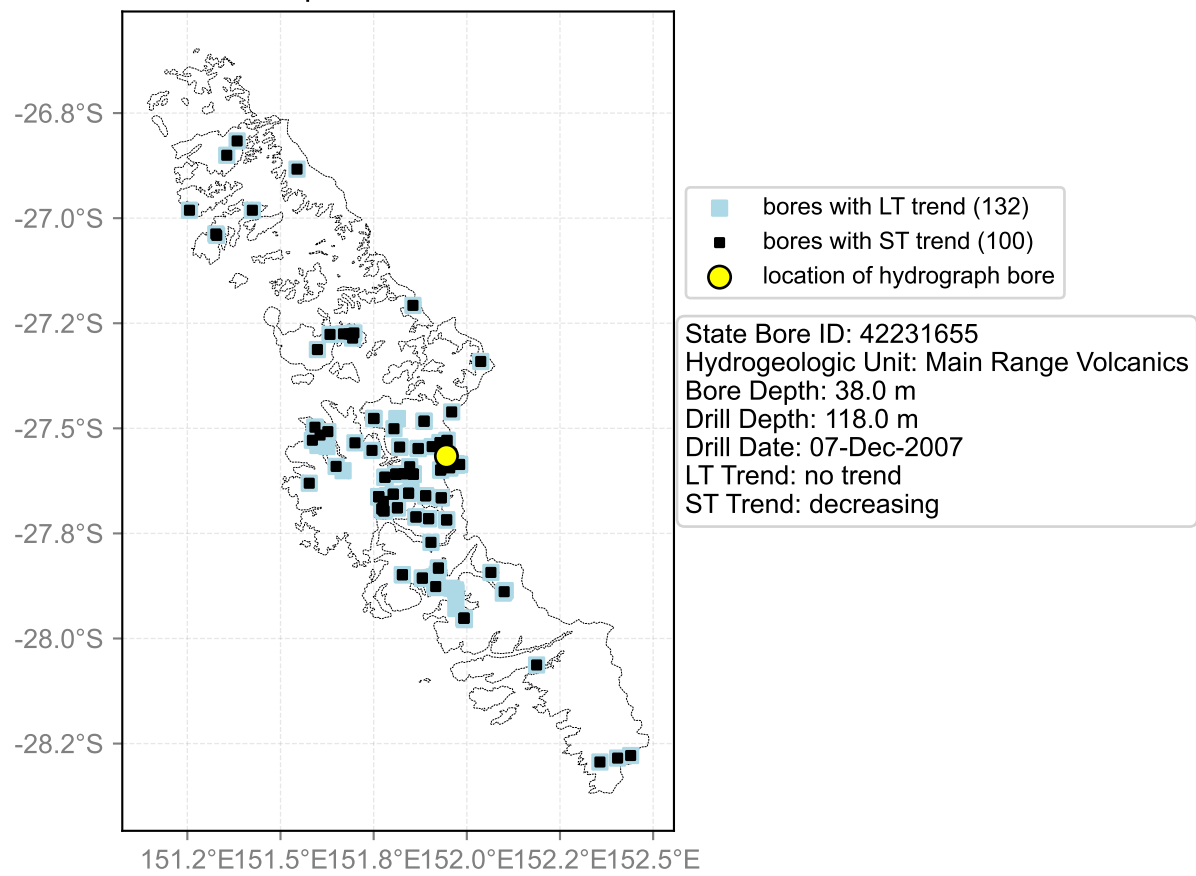 -26.8°S
-27.0°S
-27.2°S
-27.5°S
-27.8°S
-28.0°S
-28.2°S
151.2°E151.5°E151.8°E152.0°E152.2°E152.5°E
bores with LT trend (132)
bores with ST trend (100)
location of hydrograph bore
State Bore ID: 42231655
Hydrogeologic Unit: Main Range Volcanics
Bore Depth: 38.0 m
Drill Depth: 118.0 m
Drill Date: 07-Dec-2007
LT Trend: no trend
ST Trend: decreasing